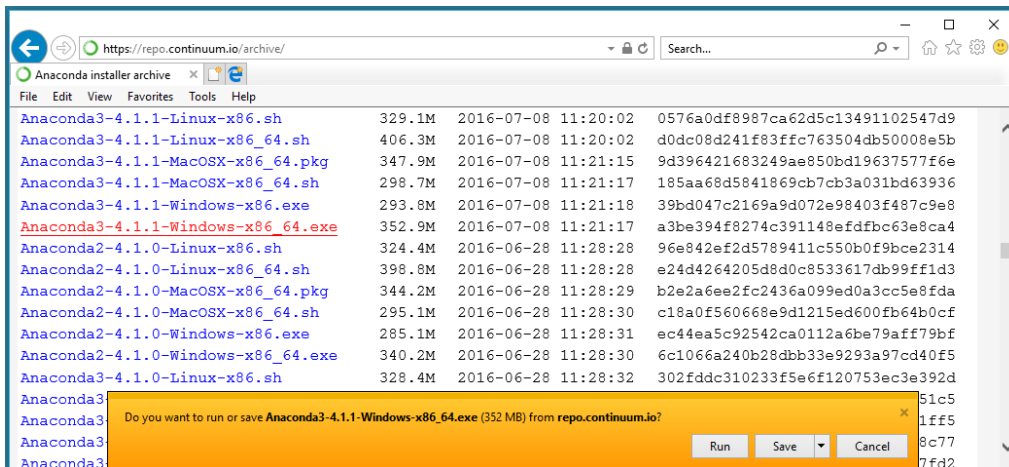 https://repo.continuum.io/archive/
Search...
Anaconda installer archive
File Edit View Favorites Tools Help
Anaconda3-4.1.1-Linux-x86.sh 329.1M 2016-07-08 11:20:02 0576a0df8987ca62d5c13491102547d9
Anaconda3-4.1.1-Linux-x86_64.sh 406.3M 2016-07-08 11:20:02 d0dc08d241f83ffc763504db50008e5b
Anaconda3-4.1.1-MacOSX-x86_64.pkg 347.9M 2016-07-08 11:21:15 9d396421683249ae850bd19637577f6e
Anaconda3-4.1.1-MacOSX-x86_64.sh 298.7M 2016-07-08 11:21:17 185aa68d5841869cb7cb3a031bd63936
Anaconda3-4.1.1-Windows-x86.exe 293.8M 2016-07-08 11:21:18 39bd047c2169a9d072e98403f487c9e8
Anaconda3-4.1.1-Windows-x86_64.exe 352.9M 2016-07-08 11:21:17 a3be394f8274c391148efdfbc63e8ca4
Anaconda2-4.1.0-Linux-x86.sh 324.4M 2016-06-28 11:28:28 96e842ef2d5789411c550b0f9bce2314
Anaconda2-4.1.0-Linux-x86_64.sh 398.8M 2016-06-28 11:28:28 e24d4264205d8d0c8533617db99ff1d3
Anaconda2-4.1.0-MacOSX-x86_64.pkg 344.2M 2016-06-28 11:28:29 b2e2a6ee2fc2436a099ed0a3cc5e8fda
Anaconda2-4.1.0-MacOSX-x86_64.sh 295.1M 2016-06-28 11:28:30 c18a0f560668e9d1215ed600fb64b0cf
Anaconda2-4.1.0-Windows-x86.exe 285.1M 2016-06-28 11:28:31 ec44ea5c92542ca0112a6be79aff79bf
Anaconda2-4.1.0-Windows-x86_64.exe 340.2M 2016-06-28 11:28:30 6c1066a240b28dbb33e9293a97cd40f5
Anaconda3-4.1.0-Linux-x86.sh 328.4M 2016-06-28 11:28:32 302fddc310233f5e6f120753ec3e392d
Anaconda3- 51c5
Do you want to run or save Anaconda3-4.1.1-Windows-x86_64.exe (352 MB) from repo.continuum.io?
Anaconda3- 1ff5
Anaconda3- 8c77
Run Save Cancel
Anaconda3- 7fd2